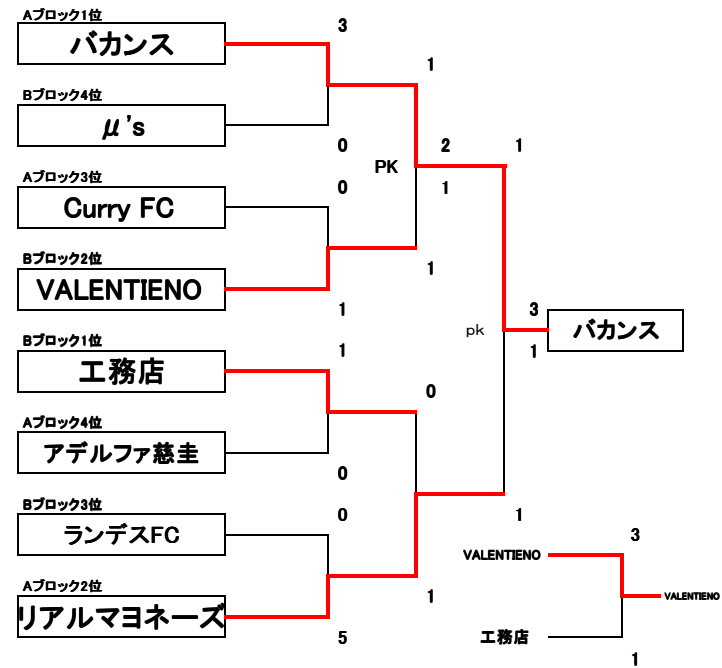 Aブロック1位
バカンス
3
1
Bブロック4位
μ's
0
2
1
PK
Aブロック3位
0
1
Curry FC
Bブロック2位
VALENTIENO
1
1
3
pk
バカンス
1
Bブロック1位
1
工務店
0
Aブロック4位
アデルファ慈圭
0
Bブロック3位
0
1
ランデスFC
3
VALENTIENO
Aブロック2位
1
VALENTIENO
リアルマヨネーズ
5
工務店
1